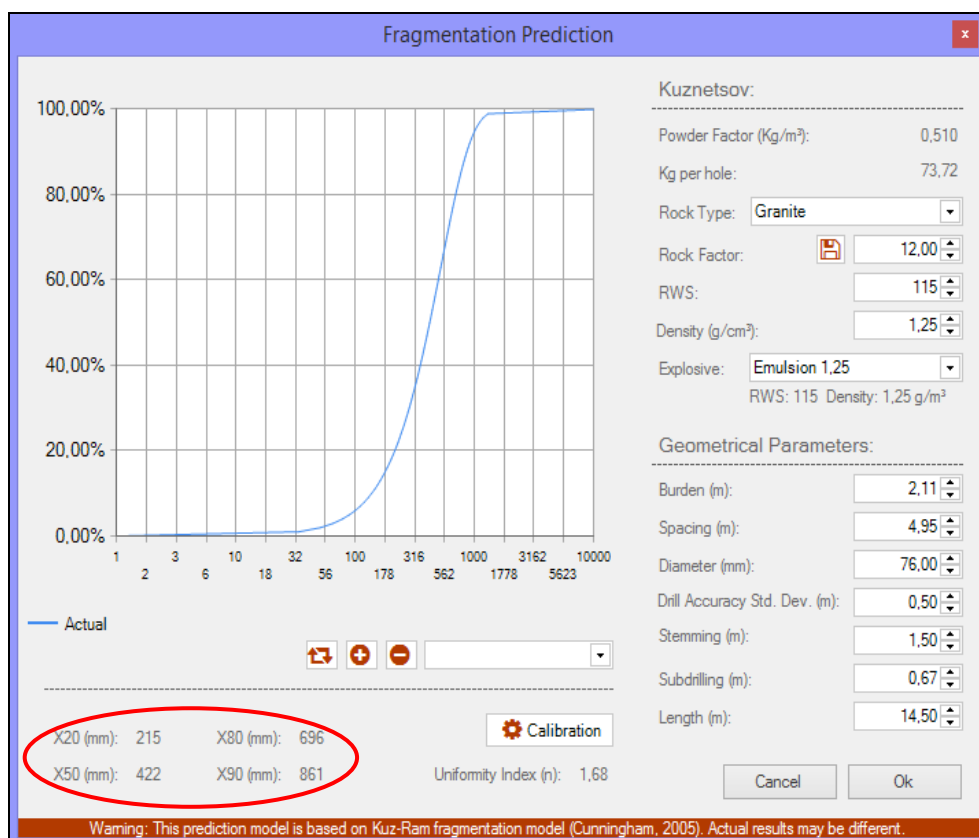 Fragmentation Prediction
x
100,00%
80,00%
60,00%
40,00%
20,00%
0,00%
1 3 10 32 100 316 1000 3162 10000
2 6 18 56 178 562 1778 5623
Actual
X20 (mm): 215 X80 (mm): 696
X50 (mm): 422 X90 (mm): 861
Calibration
Uniformity Index (n): 1,68
Kuznetsov:
Powder Factor (Kg/m³): 0,510
Kg per hole: 73,72
Rock Type: Granite
Rock Factor: 12,00
RWS: 115
Density (g/cm³): 1,25
Explosive: Emulsion 1,25
RWS: 115 Density: 1,25 g/m³
Geometrical Parameters:
Burden (m): 2,11
Spacing (m): 4,95
Diameter (mm): 76,00
Drill Accuracy Std. Dev. (m): 0,50
Stemming (m): 1,50
Subdrilling (m): 0,67
Length (m): 14,50
Cancel Ok
Warning: This prediction model is based on Kuz-Ram fragmentation model (Cunningham, 2005). Actual results may be different.